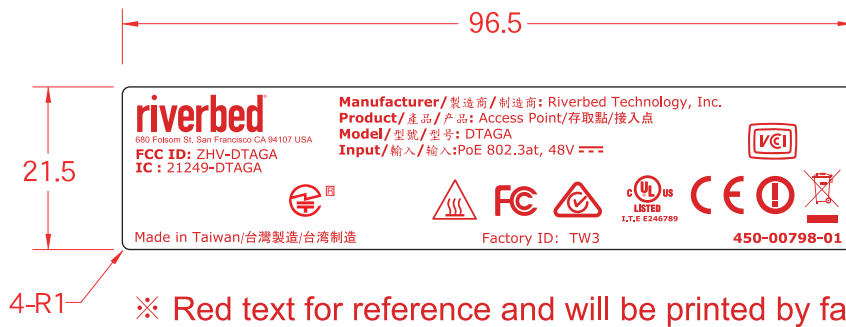 96.5
21.5
riverbed
680 Folsom St, San Francisco CA 94107 USA
FCC ID: ZHV-DTAGA
IC : 21249-DTAGA
Manufacturer/製造商/制造商: Riverbed Technology, Inc.
Product/產品/产品: Access Point/存取點/接入点
Model/型號/型号: DTAGA
Input/輸入/输入:PoE 802.3at, 48V
VCI
R
FC
c UL US
LISTED
I.T.E E246789
CE
Made in Taiwan/台灣製造/台湾制造
Factory ID: TW3
450-00798-01
4-R1
※ Red text for reference and will be printed by fa